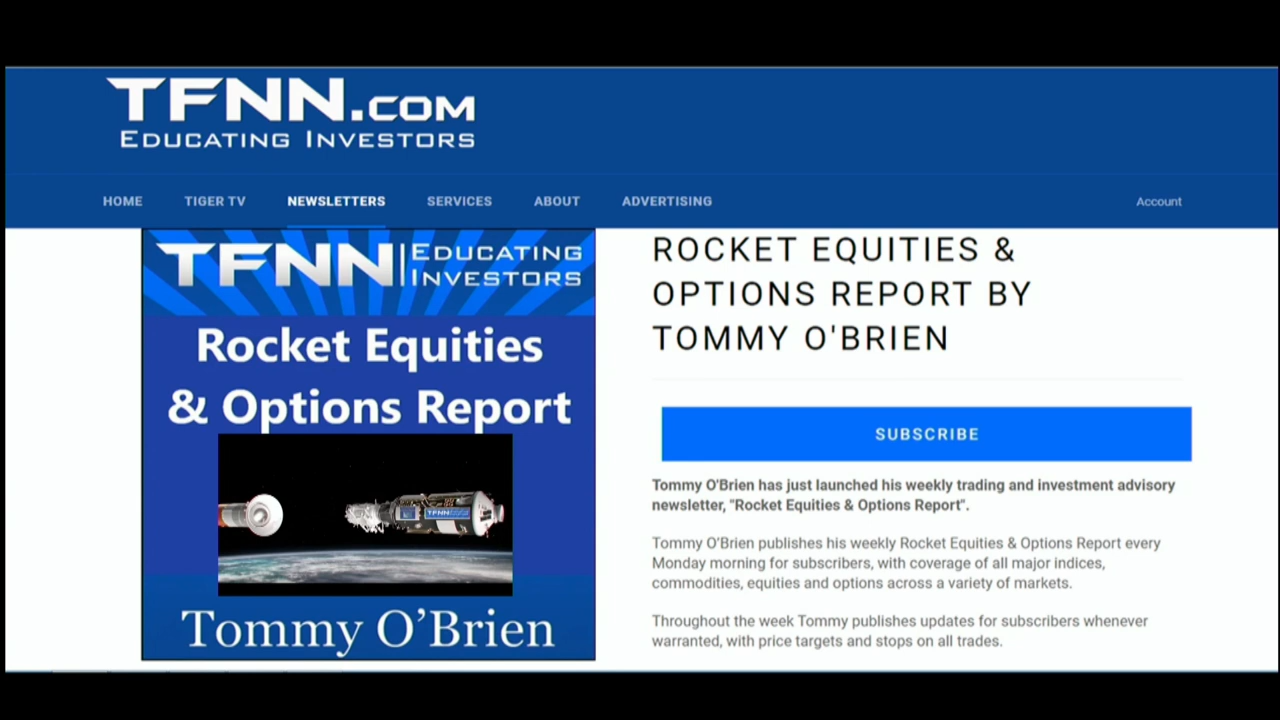 TFNN.COM
EDUCATING INVESTORS
HOME TIGER TV NEWSLETTERS SERVICES ABOUT ADVERTISING Account
TFNN EDUCATING
INVESTORS
Rocket Equities
& Options Report
TFNN
Tommy O’Brien
ROCKET EQUITIES &
OPTIONS REPORT BY
TOMMY O'BRIEN
SUBSCRIBE
Tommy O'Brien has just launched his weekly trading and investment advisory
newsletter, "Rocket Equities & Options Report".
Tommy O’Brien publishes his weekly Rocket Equities & Options Report every
Monday morning for subscribers, with coverage of all major indices,
commodities, equities and options across a variety of markets.
Throughout the week Tommy publishes updates for subscribers whenever
warranted, with price targets and stops on all trades.